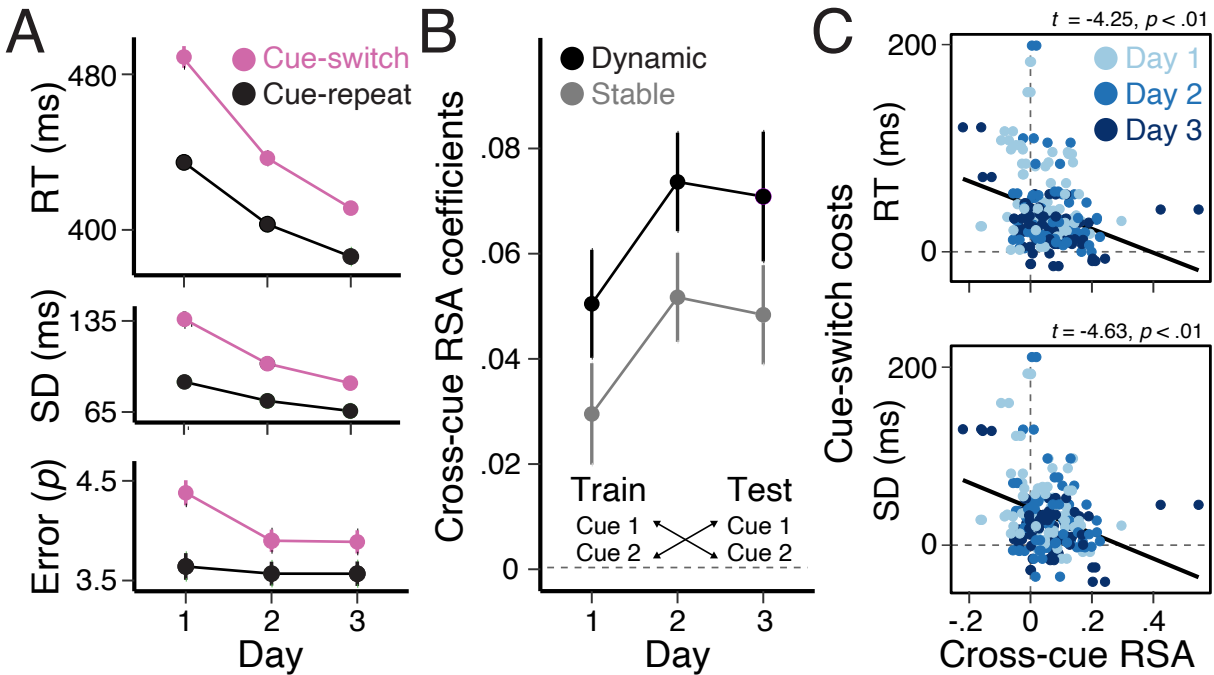 A
RT (ms)
480
400
Cue-switch
Cue-repeat
SD (ms)
135
65
Error (p)
4.5
3.5
1 2 3
Day
B
Cross-cue RSA coefficients
.08
.06
.04
.02
0
Dynamic
Stable
Train Test
Cue 1 Cue 1
Cue 2 Cue 2
1 2 3
Day
C
Cue-switch costs
t = -4.25, p < .01
RT (ms)
200
100
0
Day 1
Day 2
Day 3
t = -4.63, p < .01
SD (ms)
200
100
0
-.2 0 .2 .4
Cross-cue RSA